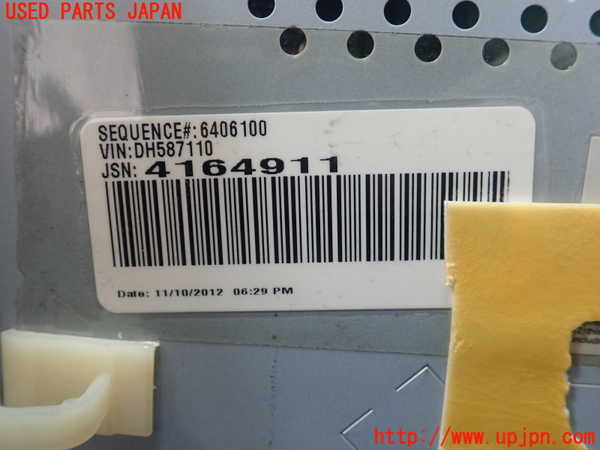 USED PARTS JAPAN
SEQUENCE#:6406100
VIN:DH587110
JSN: 4164911
Date: 11/10/2012 06:29 PM
http://www.upjpn.com/